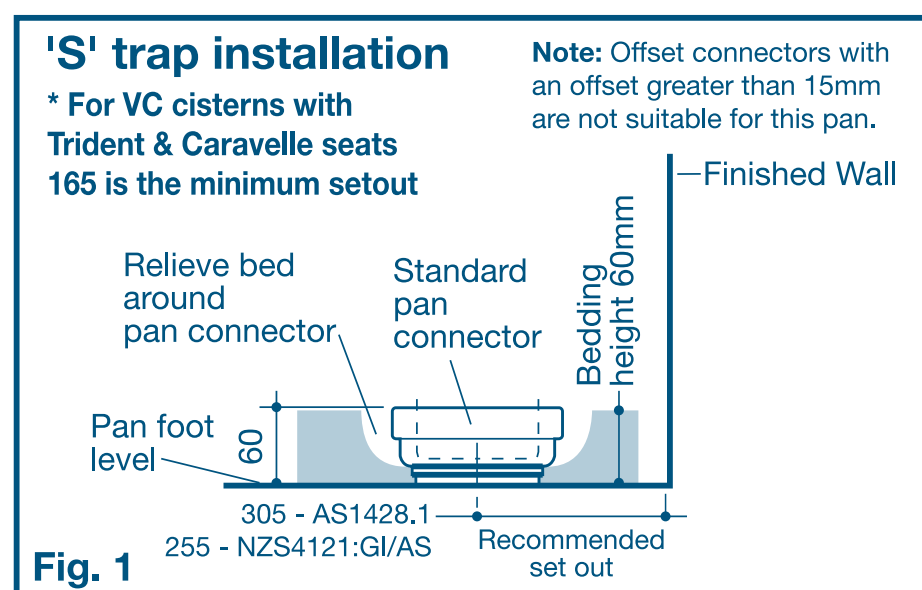 'S' trap installation
* For VC cisterns with
Trident & Caravelle seats
165 is the minimum setout
Note: Offset connectors with
an offset greater than 15mm
are not suitable for this pan.
Finished Wall
Relieve bed
around
pan connector
Standard
pan
connector
Bedding
height 60mm
Pan foot
level
60
305 - AS1428.1
255 - NZS4121:GI/AS
Recommended
set out
Fig. 1